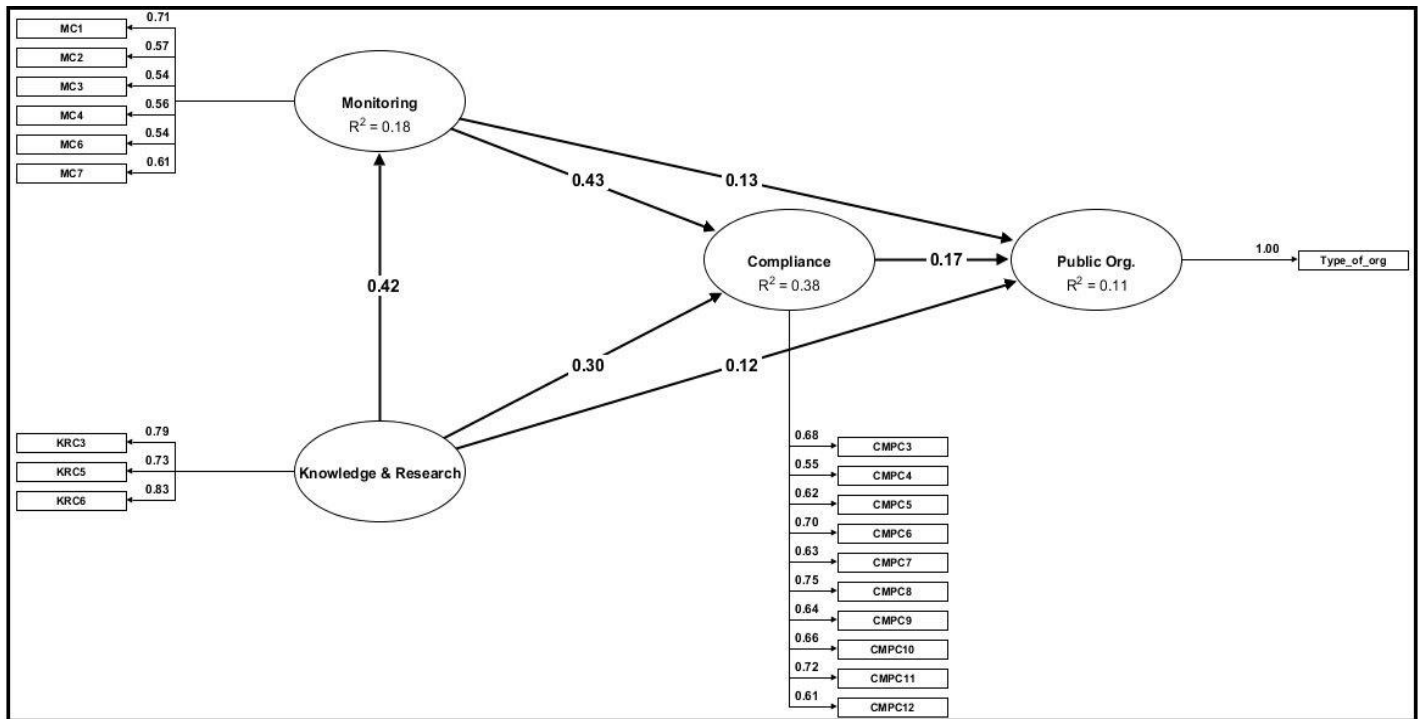 0.71
MC1
0.57
MC2
0.54
MC3
0.56
MC4
0.54
MC6
0.61
MC7
Monitoring
R² = 0.18
0.43
0.13
Compliance
R² = 0.38
0.17
Public Org.
R² = 0.11
1.00
Type_of_org
0.42
0.30
0.12
0.79
KRC3
0.73
KRC5
0.83
KRC6
Knowledge & Research
0.68
CMPC3
0.55
CMPC4
0.62
CMPC5
0.70
CMPC6
0.63
CMPC7
0.75
CMPC8
0.64
CMPC9
0.66
CMPC10
0.72
CMPC11
0.61
CMPC12